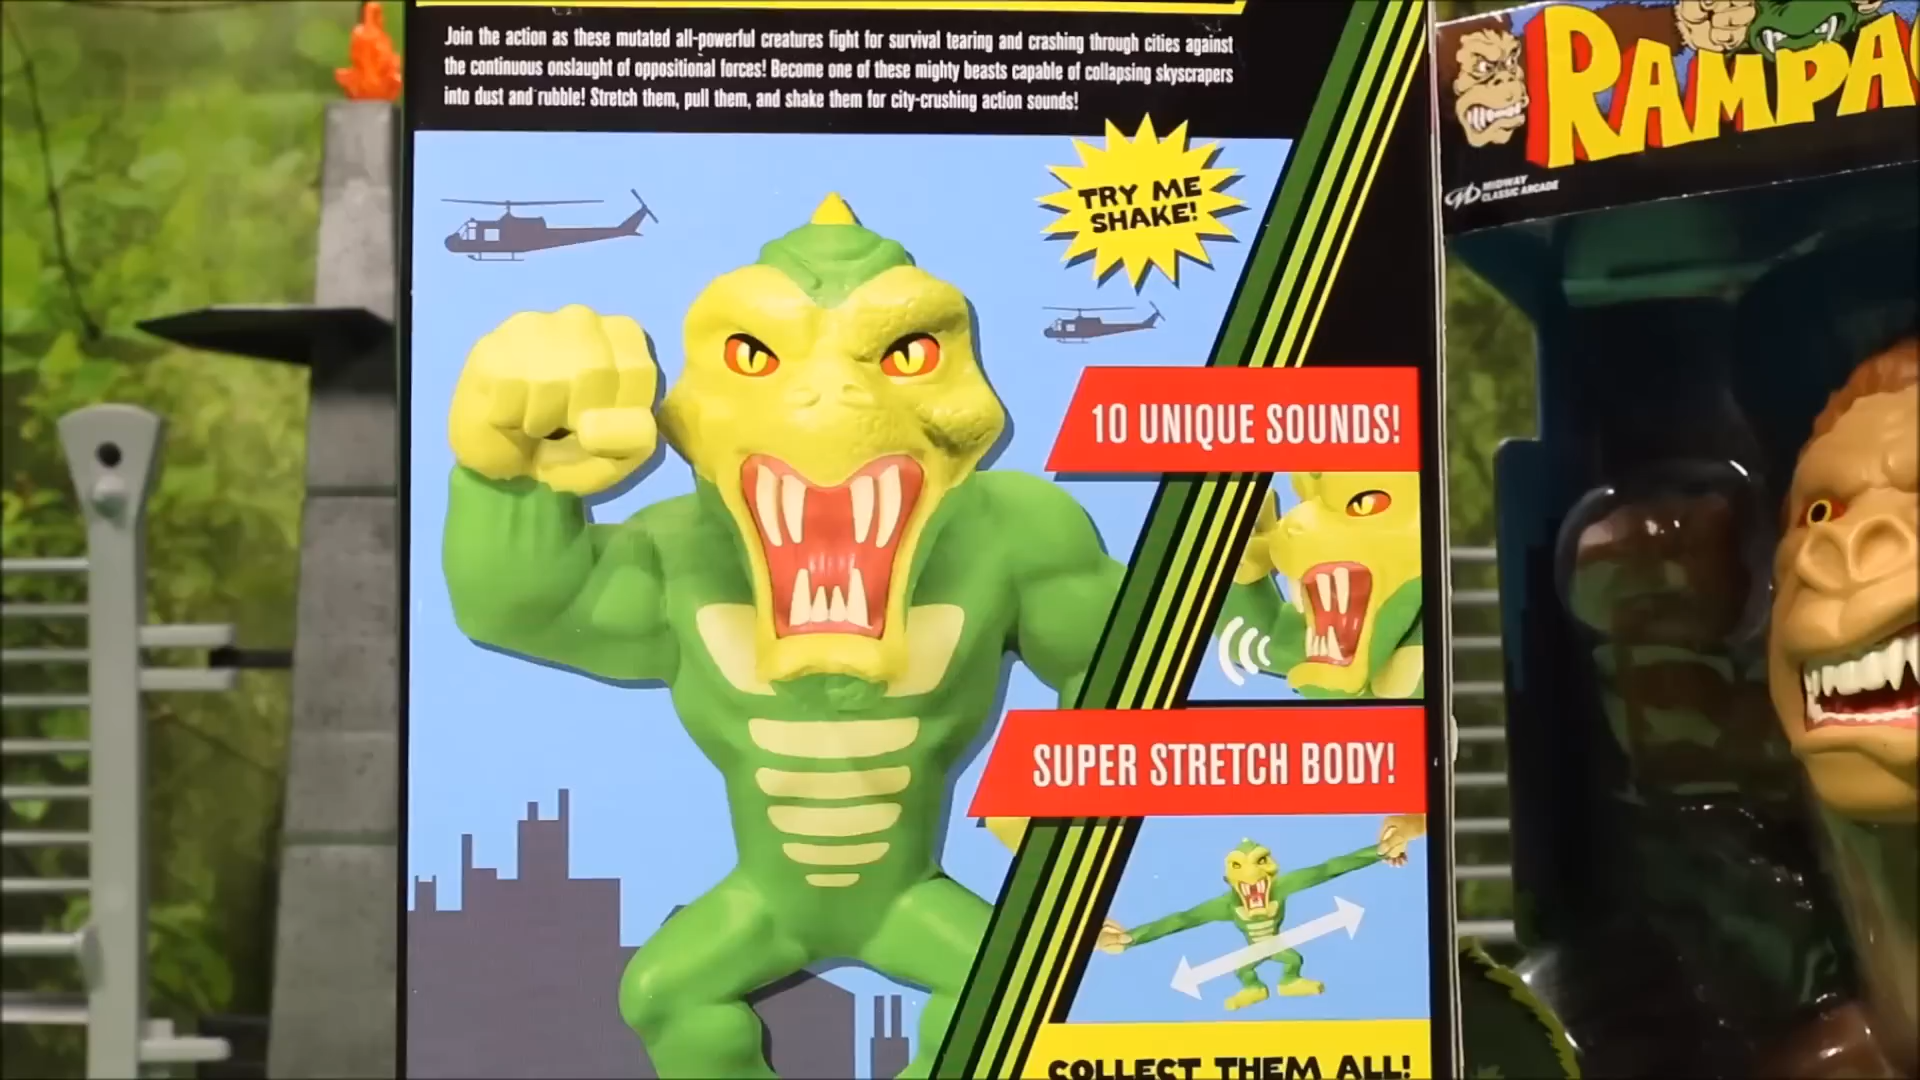 Join the action as these mutated all-powerful creatures fight for survival tearing and crashing through cities against
the continuous onslaught of oppositional forces! Become one of these mighty beasts capable of collapsing skyscrapers
into dust and rubble! Stretch them, pull them, and shake them for city-crushing action sounds!
TRY ME
SHAKE!
10 UNIQUE SOUNDS!
SUPER STRETCH BODY!
COLLECT THEM ALL!
RAMPA
MIDWAY
CLASSIC ARCADE